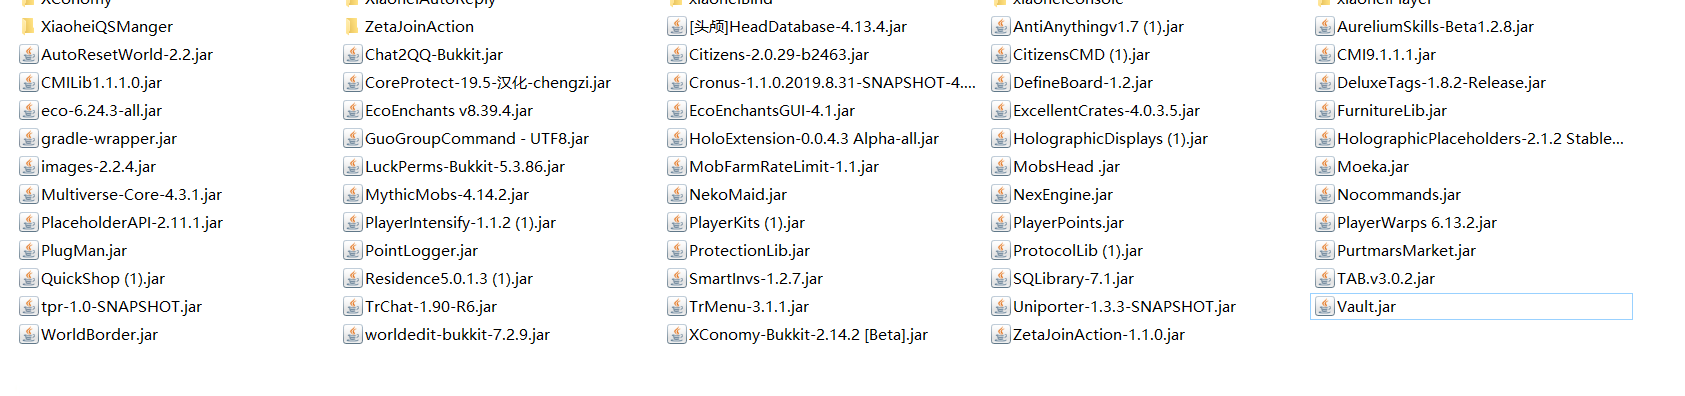 XConomy XiaoheiAutoReply xiaoheiBind xiaoheiConsole xiaoheiPlayer
XiaoheiQSManger ZetaJoinAction [头颅]HeadDatabase-4.13.4.jar AntiAnythingv1.7 (1).jar AureliumSkills-Beta1.2.8.jar
AutoResetWorld-2.2.jar Chat2QQ-Bukkit.jar Citizens-2.0.29-b2463.jar CitizensCMD (1).jar CMI9.1.1.1.jar
CMILib1.1.1.0.jar CoreProtect-19.5-汉化-chengzi.jar Cronus-1.1.0.2019.8.31-SNAPSHOT-4.... DefineBoard-1.2.jar DeluxeTags-1.8.2-Release.jar
eco-6.24.3-all.jar EcoEnchants v8.39.4.jar EcoEnchantsGUI-4.1.jar ExcellentCrates-4.0.3.5.jar FurnitureLib.jar
gradle-wrapper.jar GuoGroupCommand - UTF8.jar HoloExtension-0.0.4.3 Alpha-all.jar HolographicDisplays (1).jar HolographicPlaceholders-2.1.2 Stable...
images-2.2.4.jar LuckPerms-Bukkit-5.3.86.jar MobFarmRateLimit-1.1.jar MobsHead .jar Moeka.jar
Multiverse-Core-4.3.1.jar MythicMobs-4.14.2.jar NekoMaid.jar NexEngine.jar Nocommands.jar
PlaceholderAPI-2.11.1.jar PlayerIntensify-1.1.2 (1).jar PlayerKits (1).jar PlayerPoints.jar PlayerWarps 6.13.2.jar
PlugMan.jar PointLogger.jar ProtectionLib.jar ProtocolLib (1).jar PurtmarsMarket.jar
QuickShop (1).jar Residence5.0.1.3 (1).jar SmartInvs-1.2.7.jar SQLibrary-7.1.jar TAB.v3.0.2.jar
tpr-1.0-SNAPSHOT.jar TrChat-1.90-R6.jar TrMenu-3.1.1.jar Uniporter-1.3.3-SNAPSHOT.jar Vault.jar
WorldBorder.jar worldedit-bukkit-7.2.9.jar XConomy-Bukkit-2.14.2 [Beta].jar ZetaJoinAction-1.1.0.jar